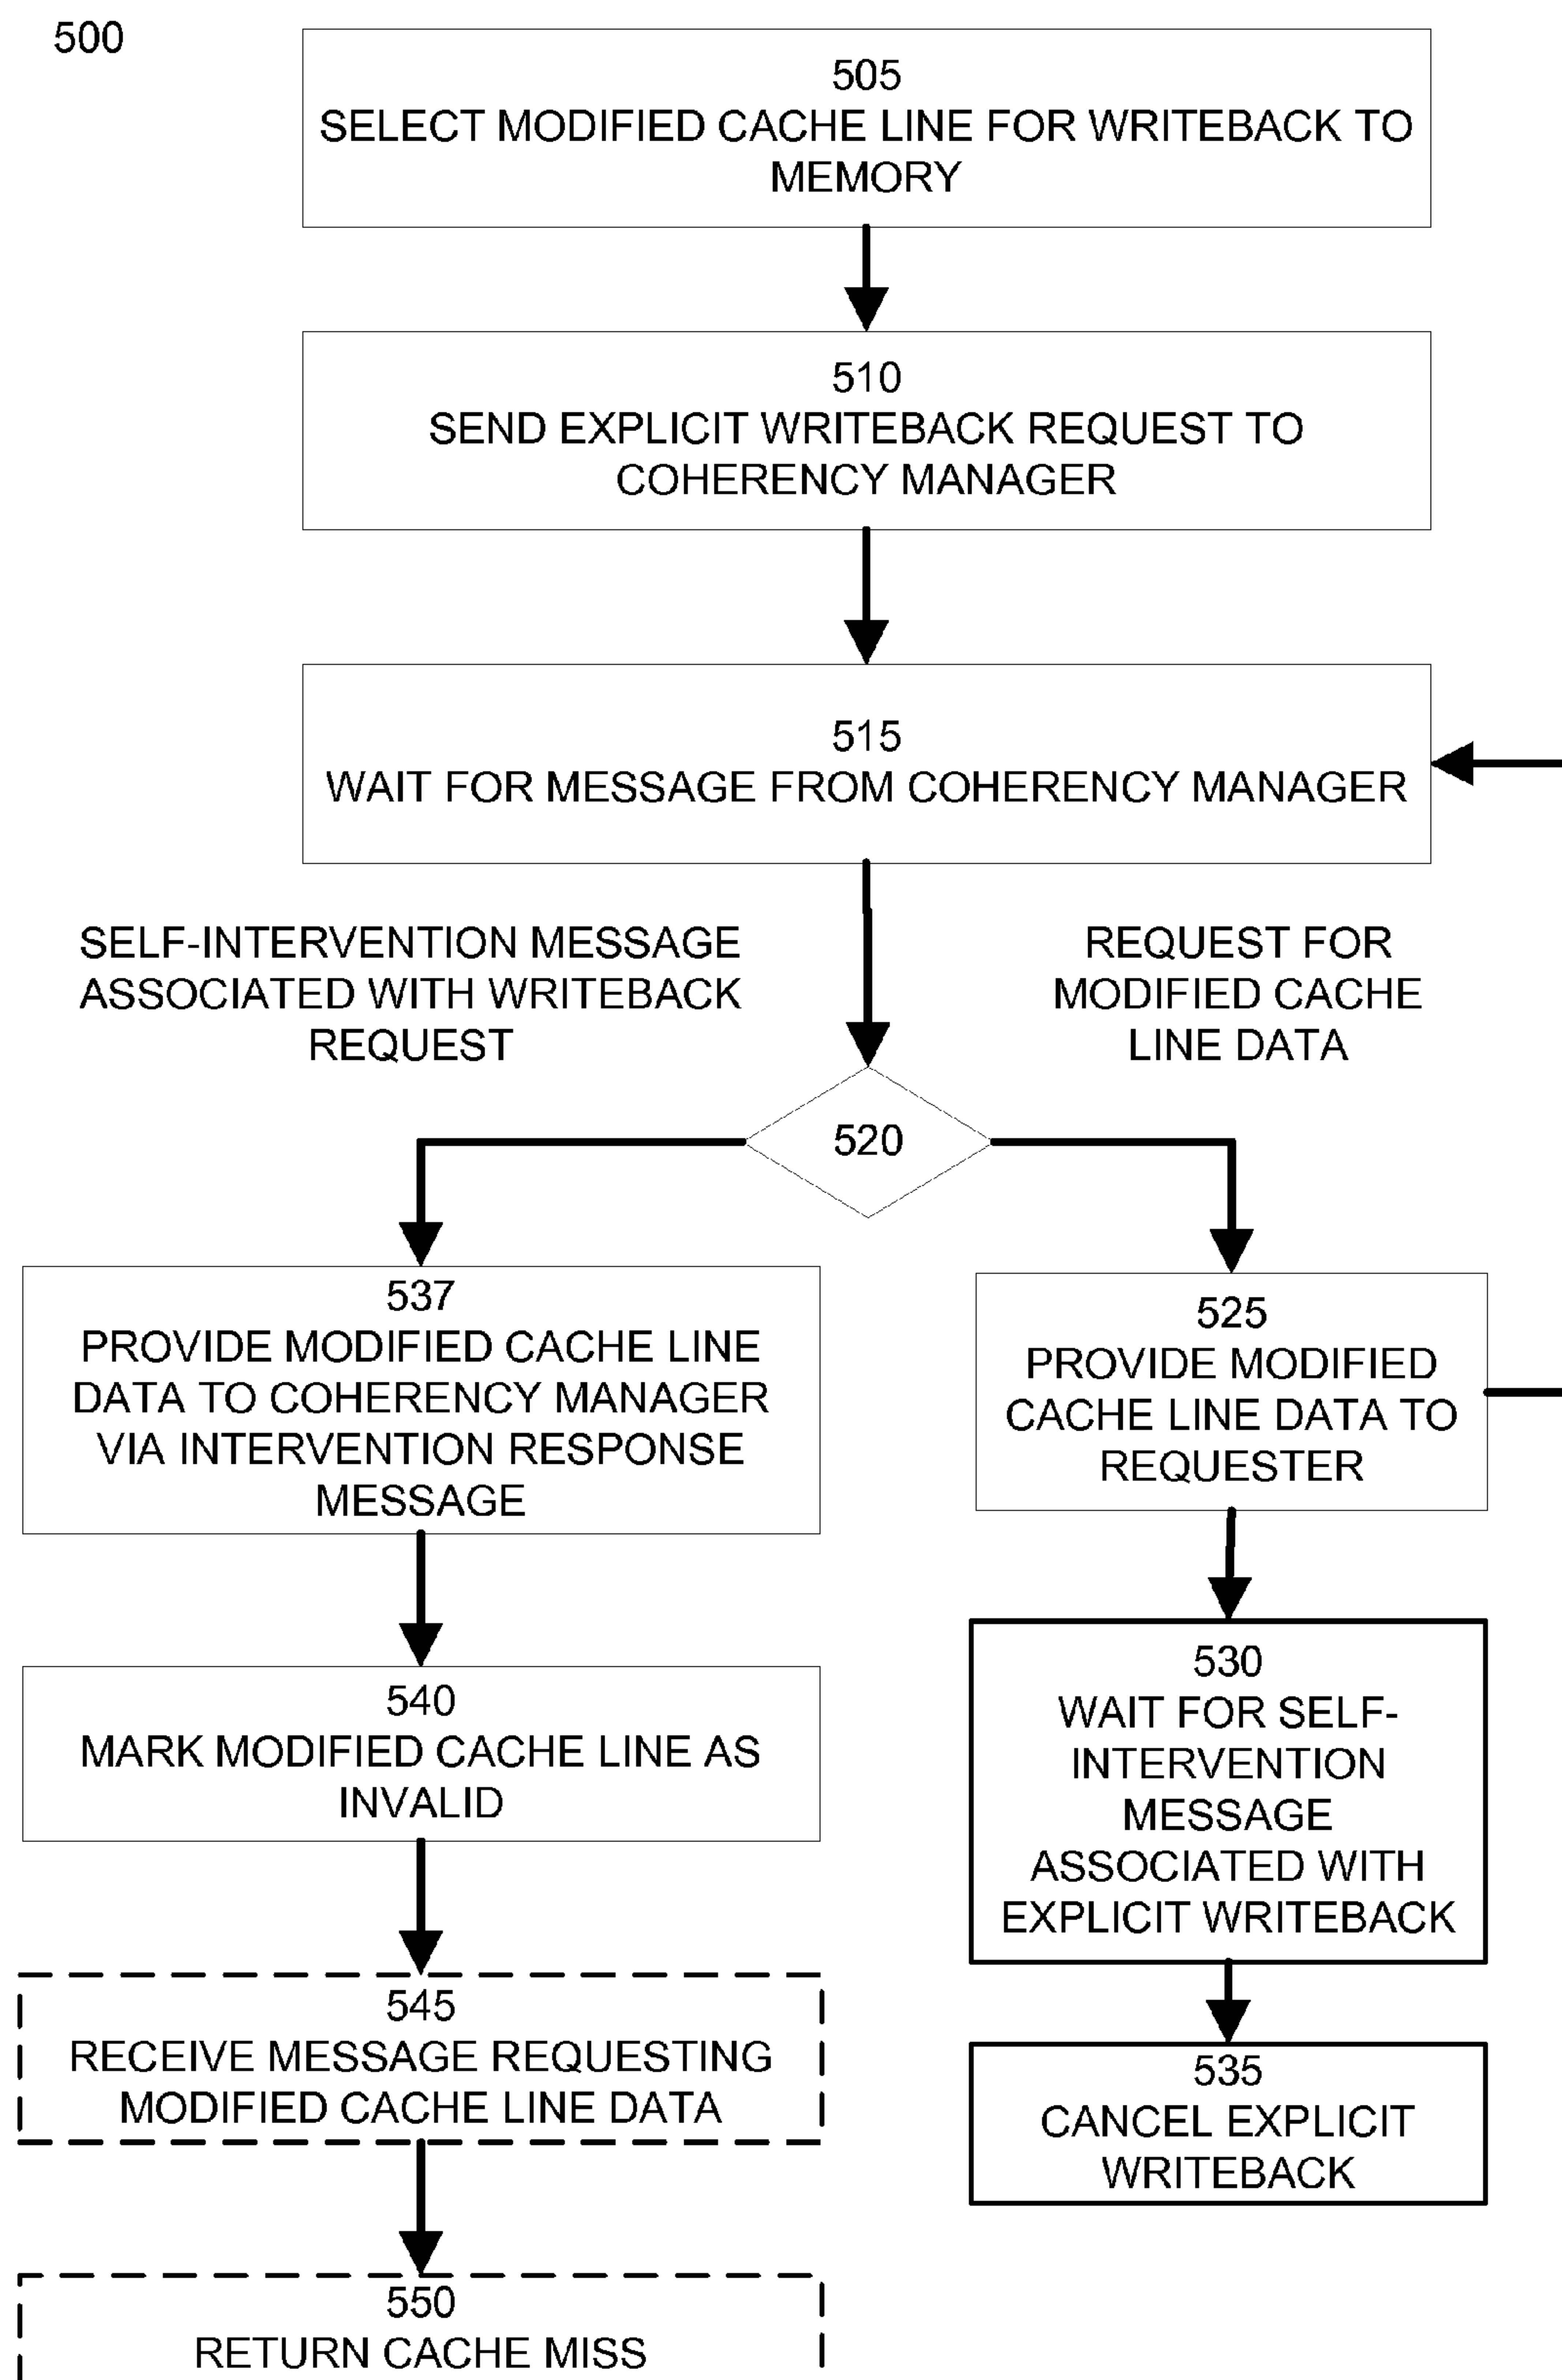 500
505
SELECT MODIFIED CACHE LINE FOR WRITEBACK TO
MEMORY
510
SEND EXPLICIT WRITEBACK REQUEST TO
COHERENCY MANAGER
515
WAIT FOR MESSAGE FROM COHERENCY MANAGER
SELF-INTERVENTION MESSAGE
ASSOCIATED WITH WRITEBACK
REQUEST
REQUEST FOR
MODIFIED CACHE
LINE DATA
520
537
PROVIDE MODIFIED CACHE LINE
DATA TO COHERENCY MANAGER
VIA INTERVENTION RESPONSE
MESSAGE
525
PROVIDE MODIFIED
CACHE LINE DATA TO
REQUESTER
540
MARK MODIFIED CACHE LINE AS
INVALID
530
WAIT FOR SELF-
INTERVENTION
MESSAGE
ASSOCIATED WITH
EXPLICIT WRITEBACK
545
RECEIVE MESSAGE REQUESTING
MODIFIED CACHE LINE DATA
535
CANCEL EXPLICIT
WRITEBACK
550
RETURN CACHE MISS